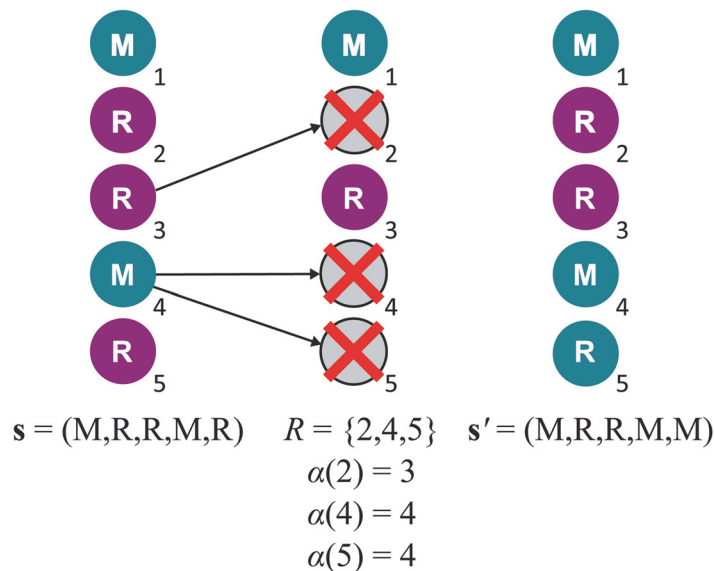 M M M
1 1 1
R R
2 2 2
R R R
3 3 3
M M
4 4 4
R R
5 5 5
s = (M,R,R,M,R) R = {2,4,5} s′ = (M,R,R,M,M)
α(2) = 3
α(4) = 4
α(5) = 4